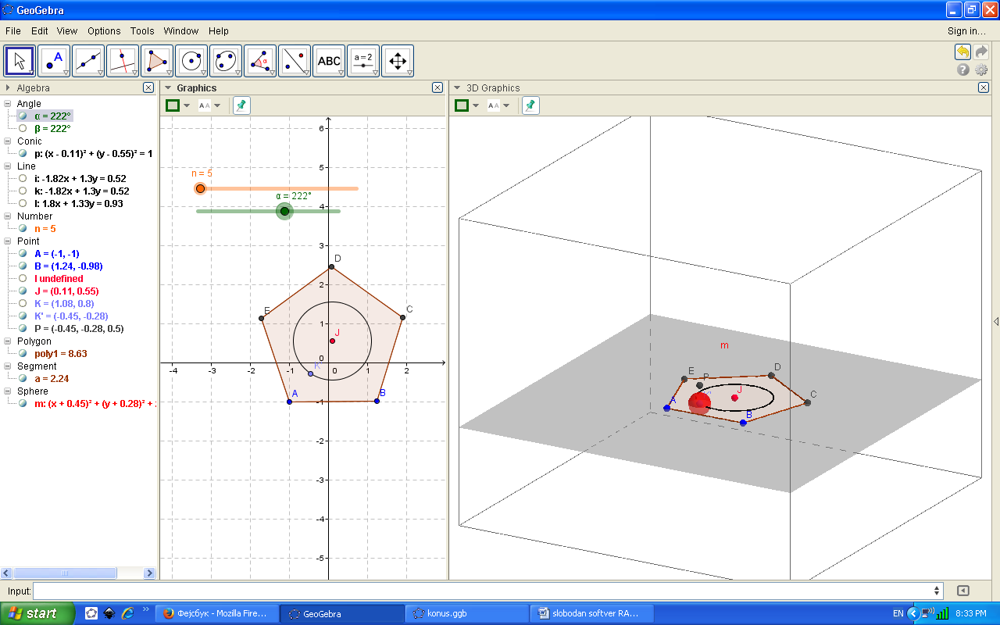 GeoGebra
File Edit View Options Tools Window Help Sign in...
ABC a=2
Algebra
Graphics
3D Graphics
Angle
α = 222°
β = 222°
Conic
p: (x - 0.11)² + (y - 0.55)² = 1
Line
i: -1.82x + 1.3y = 0.52
k: -1.82x + 1.3y = 0.52
l: 1.8x + 1.33y = 0.93
Number
n = 5
Point
A = (-1, -1)
B = (1.24, -0.98)
I undefined
J = (0.11, 0.55)
K = (1.08, 0.8)
K' = (-0.45, -0.28)
P = (-0.45, -0.28, 0.5)
Polygon
poly1 = 8.63
Segment
a = 2.24
Sphere
m: (x + 0.45)² + (y + 0.28)² +
A A
n = 5
α = 222°
6
5
4
3
2
1
0
-1
-2
-3
-4
-5
-4 -3 -2 -1 0 1 2
D
E
C
J
K'
A
B
A A
m
E
D
P
C
J
A
B
Input:
start
Фејсбук - Mozilla Fire...
GeoGebra
konus.ggb
slobodan softver RA...
EN
8:33 PM